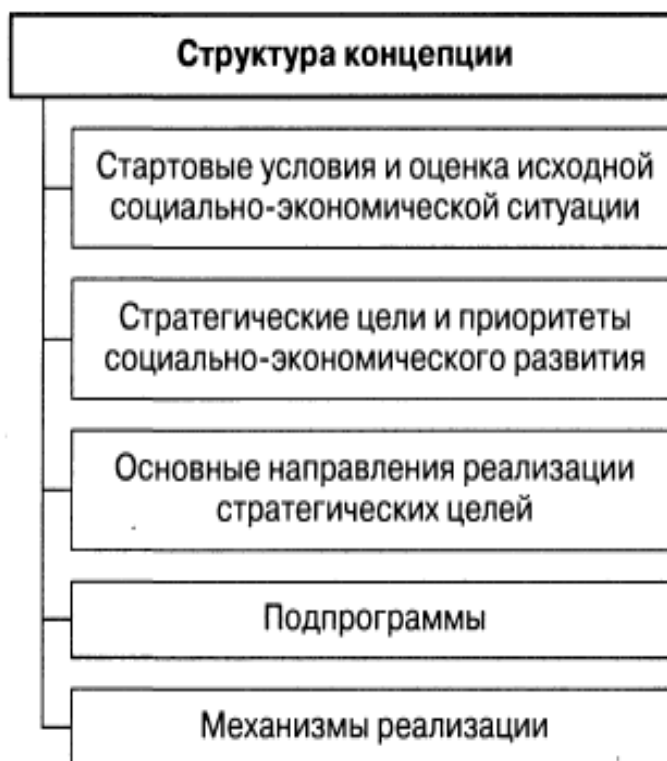 Структура концепции
Стартовые условия и оценка исходной
социально-экономической ситуации
Стратегические цели и приоритеты
социально-экономического развития
Основные направления реализации
стратегических целей
Подпрограммы
Механизмы реализации